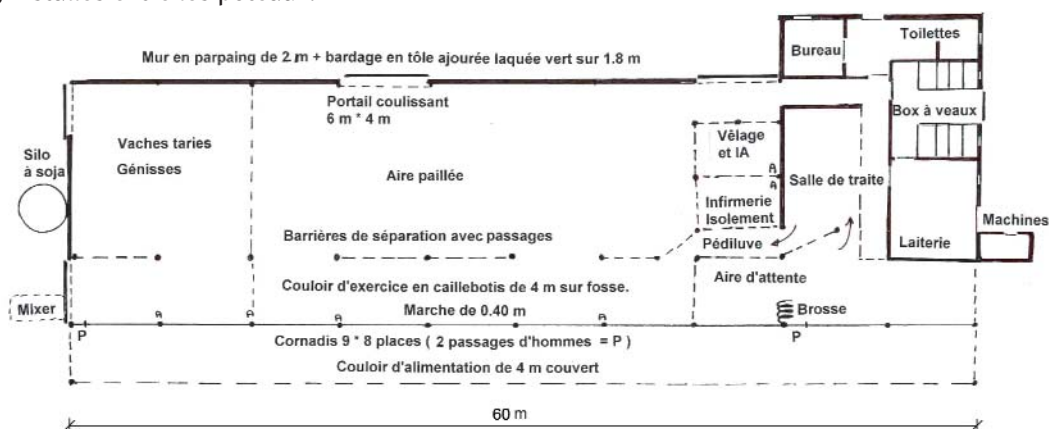 Mur en parpaing de 2 m + bardage en tôle ajourée laquée vert sur 1.8 m
Bureau
Toilettes
Portail coulissant
6 m * 4 m
Box à veaux
Vaches taries
Génisses
Vêlage
et IA
Silo
à soja
Aire paillée
A
A
Salle de traite
Infirmerie
Isolement
Machines
Barrières de séparation avec passages
Pédiluve
Laiterie
Aire d'attente
Couloir d'exercice en caillebotis de 4 m sur fosse.
Mixer
Marche de 0.40 m
Brosse
A
A
A
A
P
Cornadis 9 * 8 places ( 2 passages d'hommes = P )
P
Couloir d'alimentation de 4 m couvert
60 m